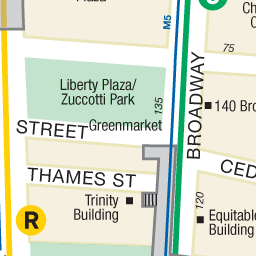 Plaza
M5
Ch
C
75
Liberty Plaza/
Zuccotti Park
135
140 Bro
BROADWAY
STREET
Greenmarket
CED
THAMES ST
Trinity
Building
R
120
Equitable
Building